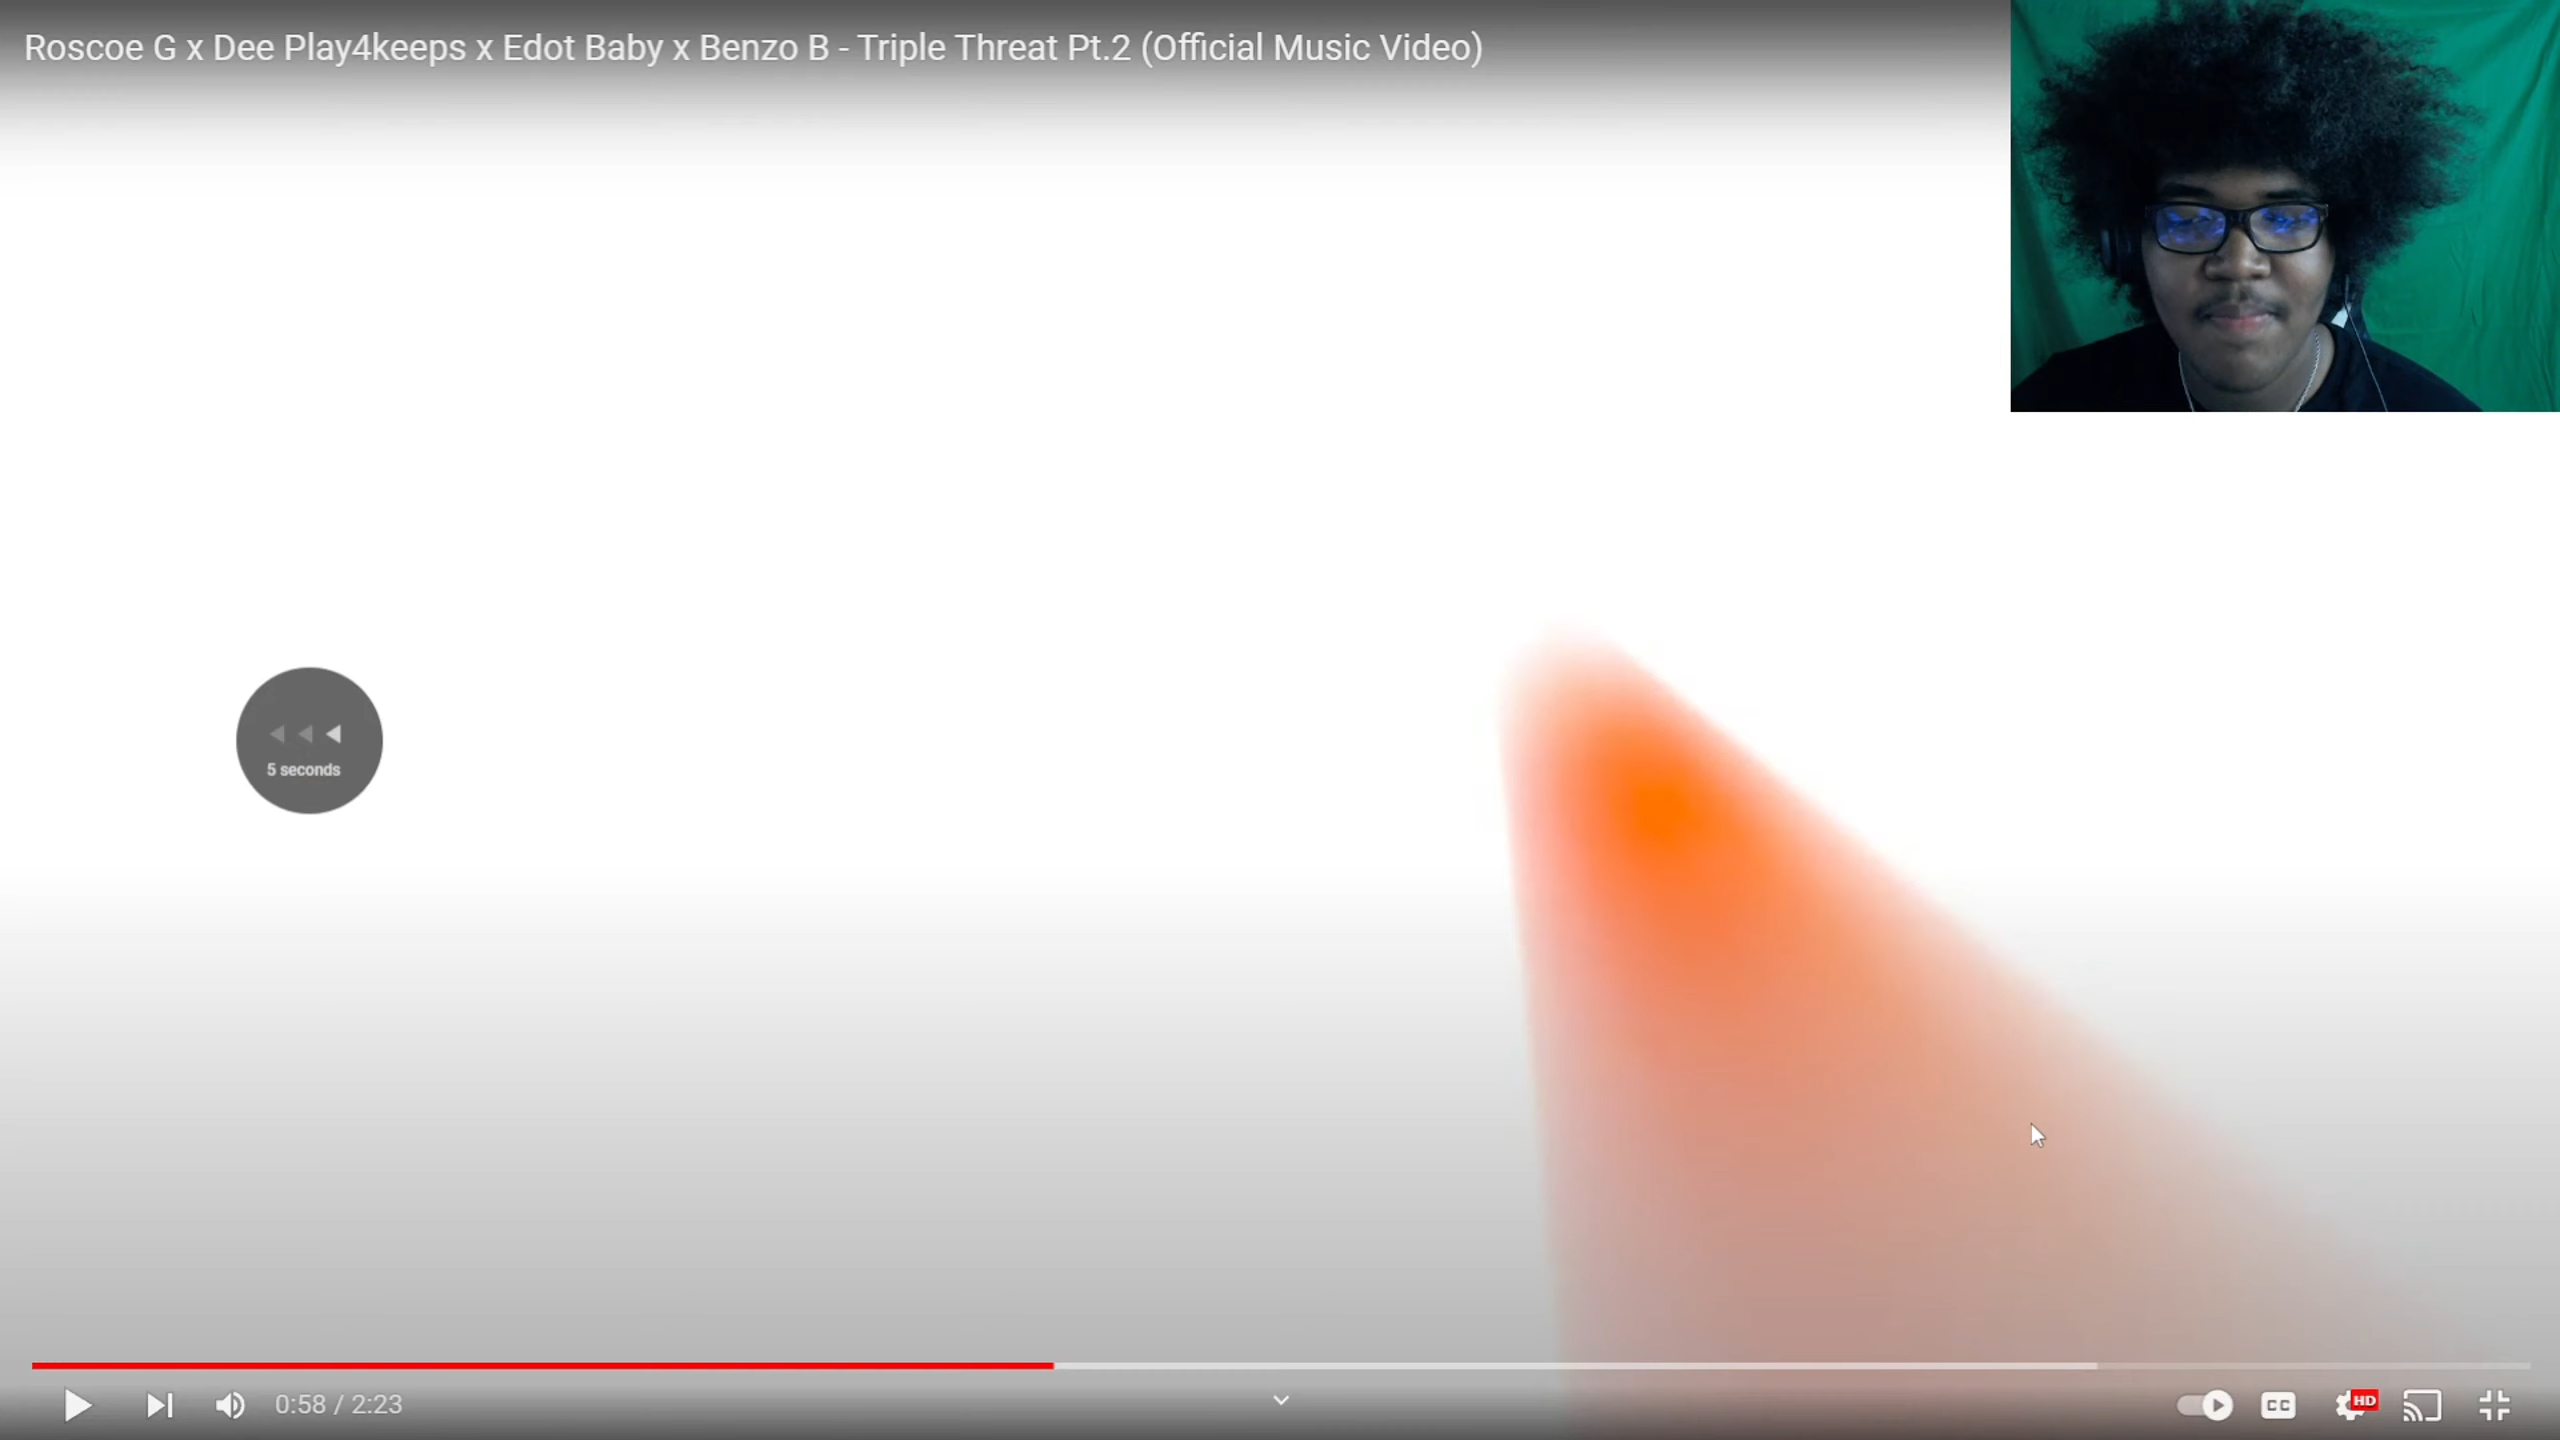 Roscoe G x Dee Play4keeps x Edot Baby x Benzo B - Triple Threat Pt.2 (Official Music Video)
5 seconds
0:58 / 2:23
CC
HD